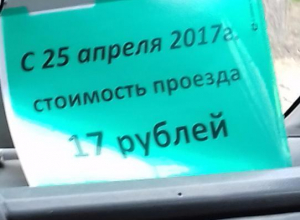 С 25 апреля 2017г.
стоимость проезда
17 рублей